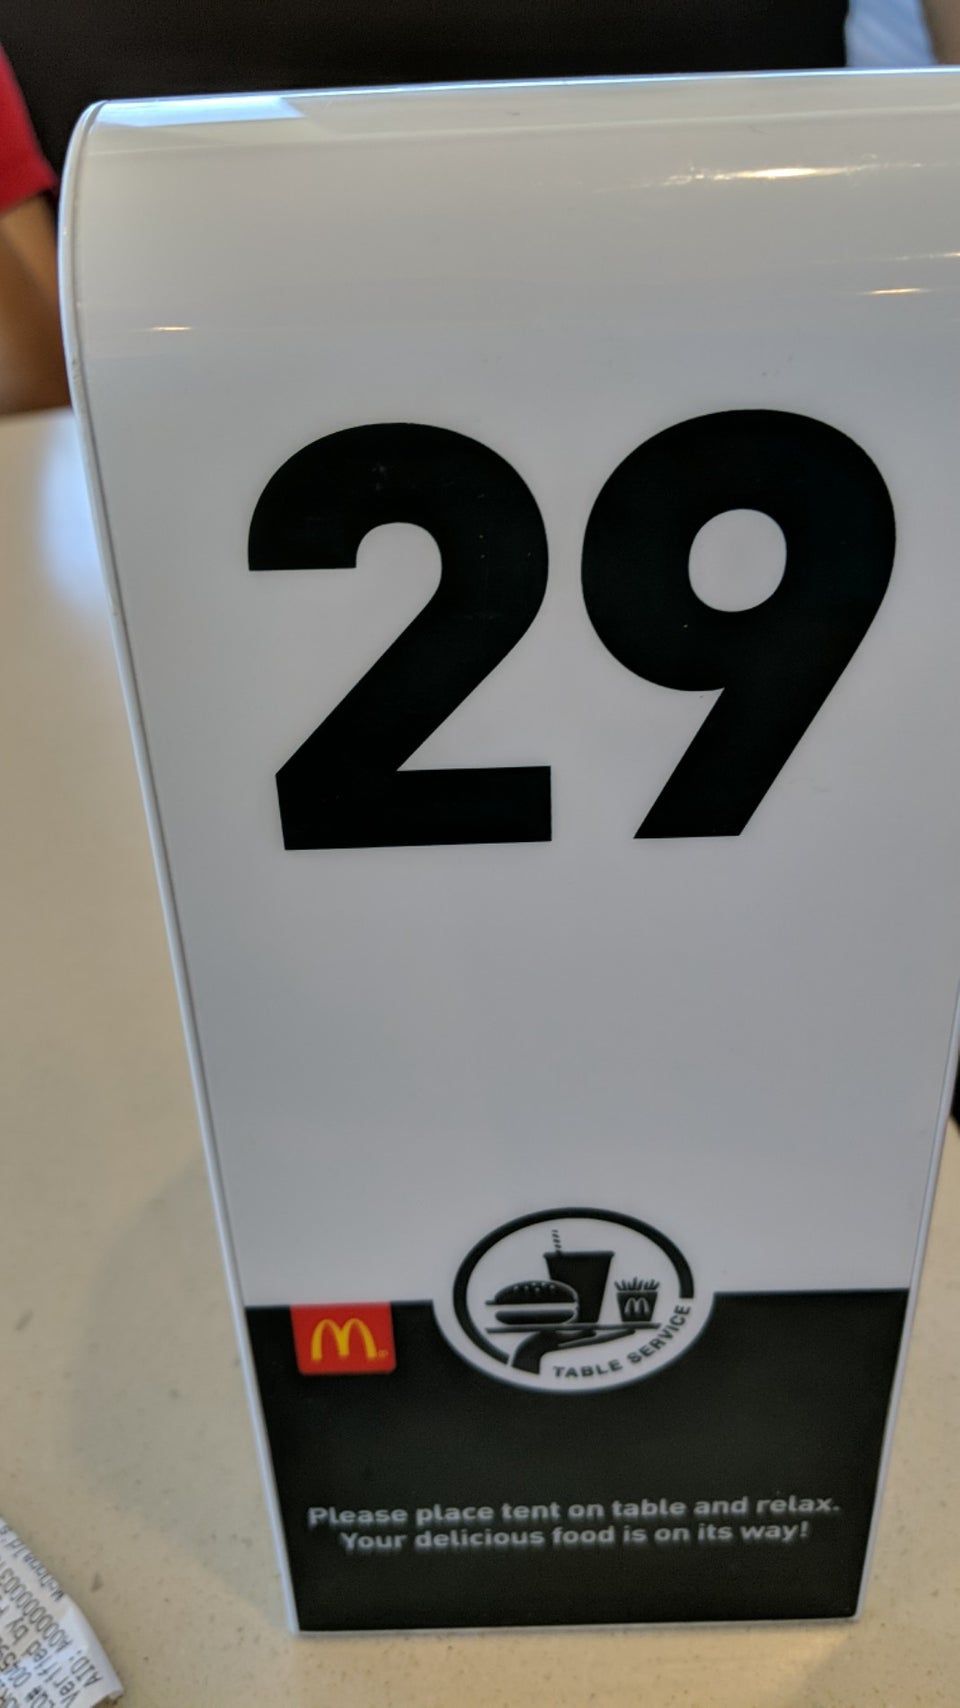 29
TABLE SERVICE
Please place tent on table and relax.
Your delicious food is on its way!